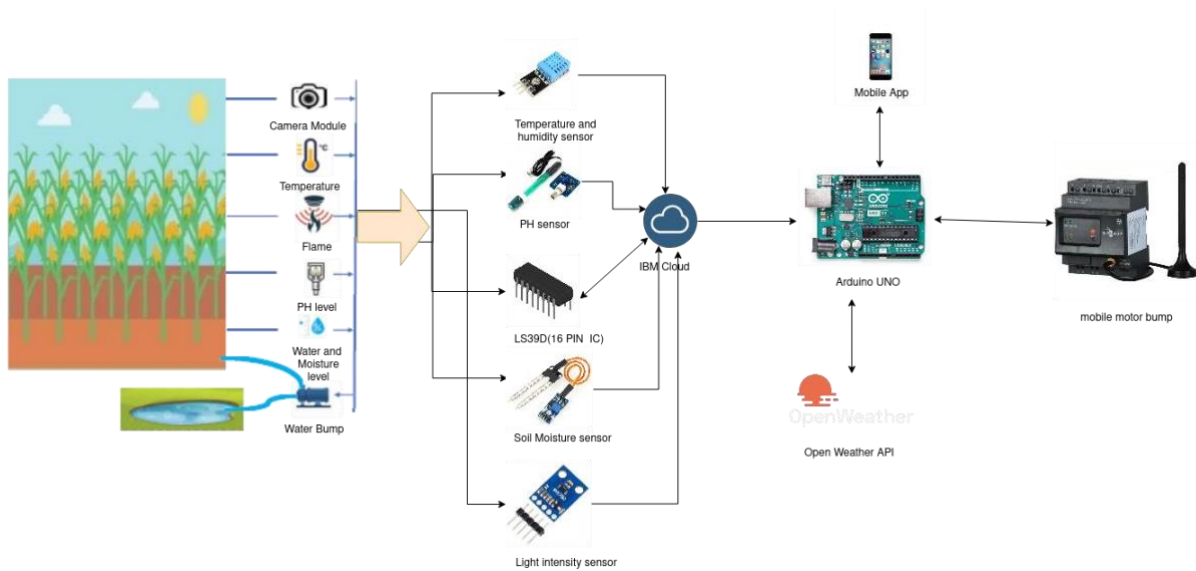 Camera Module
°C
Temperature
Flame
PH level
Water and
Moisture
level
Water Bump
Temperature and
humidity sensor
PH sensor
LS39D(16 PIN IC)
Soil Moisture sensor
Light intensity sensor
IBM Cloud
Mobile App
ARDUINO
Arduino UNO
OpenWeather
Open Weather API
mobile motor bump